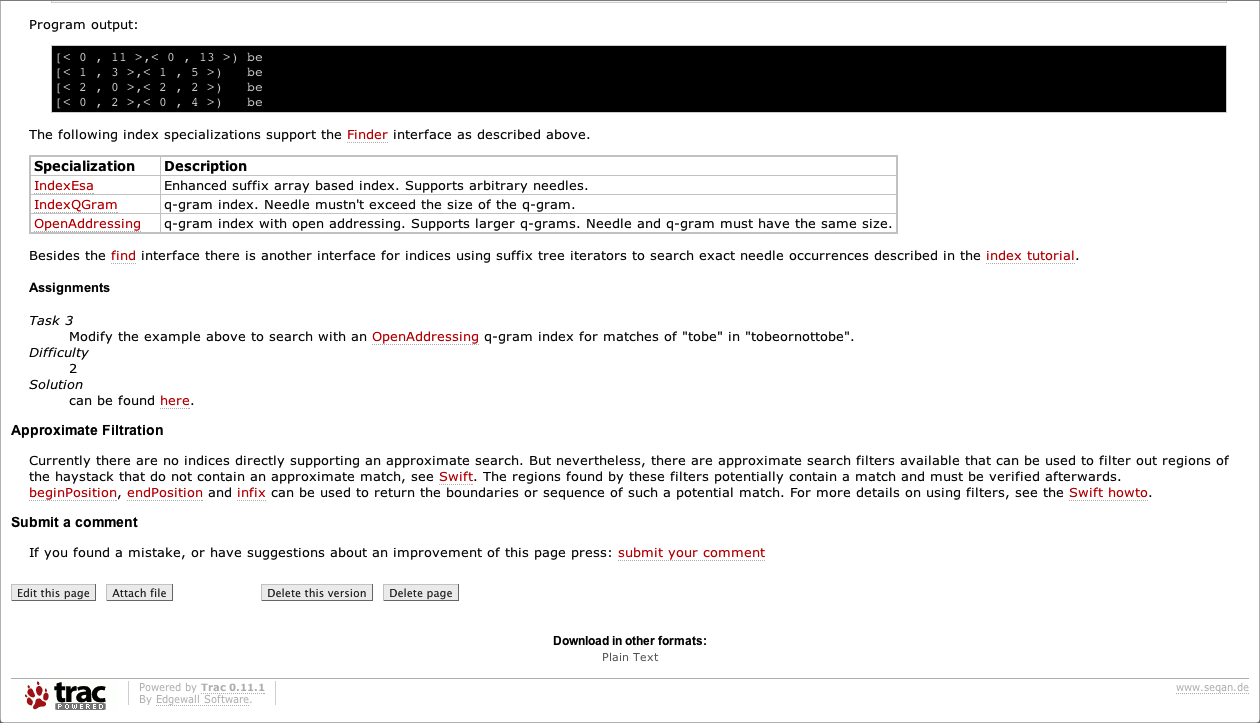 Program output:
[< 0 , 11 >,< 0 , 13 >) be
[< 1 , 3 >,< 1 , 5 >)   be
[< 2 , 0 >,< 2 , 2 >)   be
[< 0 , 2 >,< 0 , 4 >)   be
The following index specializations support the Finder interface as described above.
Specialization Description
IndexEsa Enhanced suffix array based index. Supports arbitrary needles.
IndexQGram q-gram index. Needle mustn't exceed the size of the q-gram.
OpenAddressing q-gram index with open addressing. Supports larger q-grams. Needle and q-gram must have the same size.
Besides the find interface there is another interface for indices using suffix tree iterators to search exact needle occurrences described in the index tutorial.
Assignments
Task 3
Modify the example above to search with an OpenAddressing q-gram index for matches of "tobe" in "tobeornottobe".
Difficulty
2
Solution
can be found here.
Approximate Filtration
Currently there are no indices directly supporting an approximate search. But nevertheless, there are approximate search filters available that can be used to filter out regions of
the haystack that do not contain an approximate match, see Swift. The regions found by these filters potentially contain a match and must be verified afterwards.
beginPosition, endPosition and infix can be used to return the boundaries or sequence of such a potential match. For more details on using filters, see the Swift howto.
Submit a comment
If you found a mistake, or have suggestions about an improvement of this page press: submit your comment
Edit this page Attach file Delete this version Delete page
Download in other formats:
Plain Text
trac POWERED
Powered by Trac 0.11.1
By Edgewall Software.
www.seqan.de